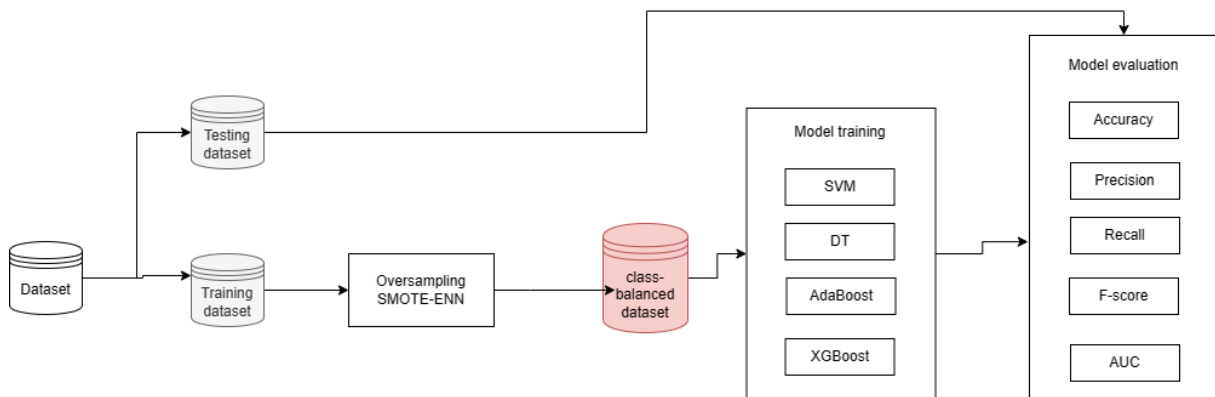 Dataset
Testing
dataset
Training
dataset
Oversampling
SMOTE-ENN
class-
balanced
dataset
Model training
SVM
DT
AdaBoost
XGBoost
Model evaluation
Accuracy
Precision
Recall
F-score
AUC